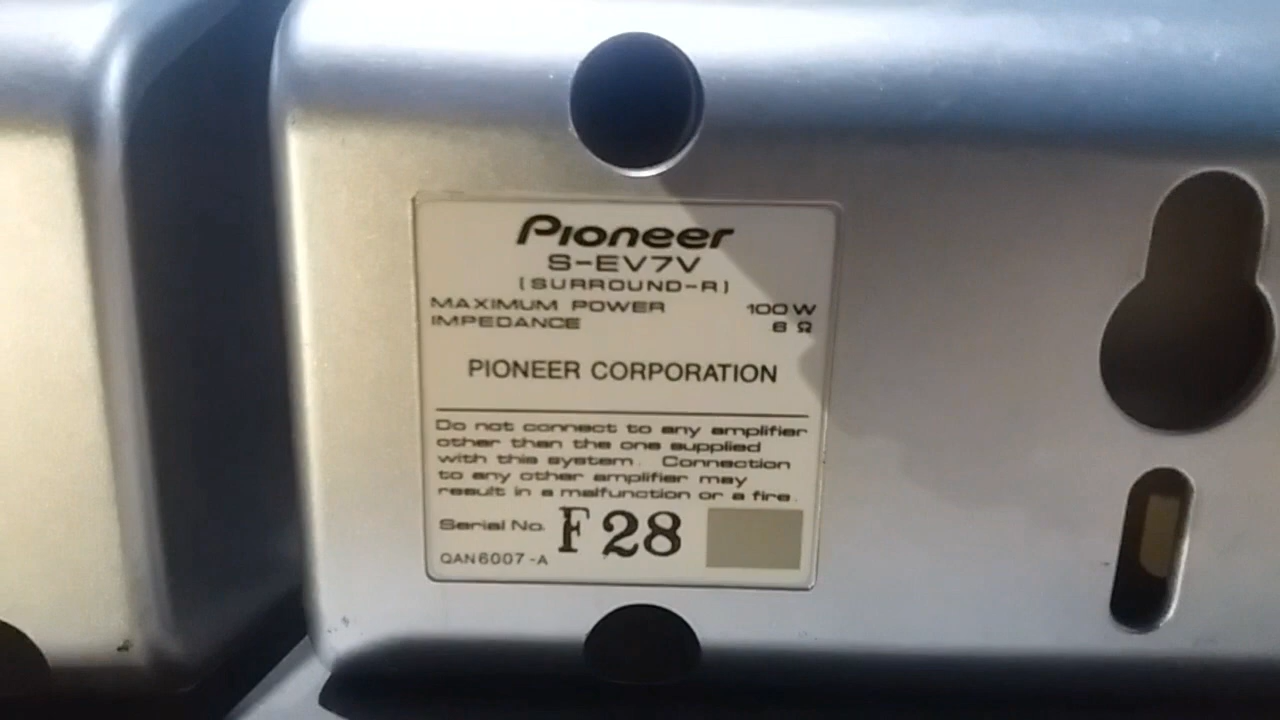 Pioneer
S-EV7V
(SURROUND-R)
MAXIMUM POWER 100 W
IMPEDANCE 6 Ω
PIONEER CORPORATION
Do not connect to any amplifier
other than the one supplied
with this system. Connection
to any other amplifier may
result in a malfunction or a fire.
Serial No. F 28
QAN6007-A